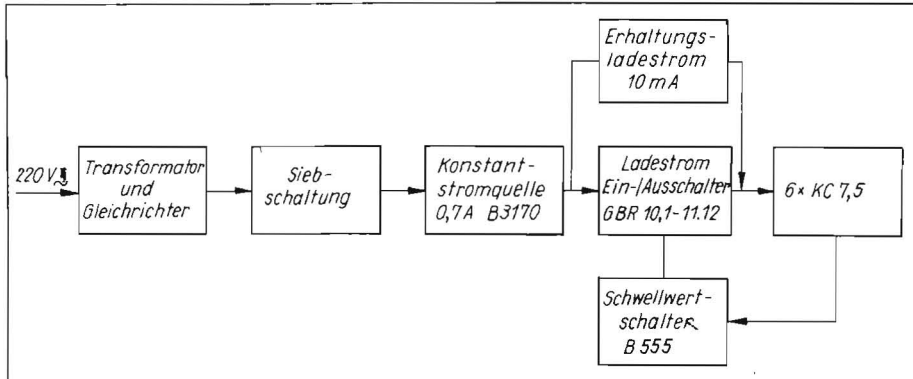 Erhaltungs-
ladestrom
10 mA
220 V ≂
Transformator
und
Gleichrichter
Sieb-
schaltung
Konstant-
stromquelle
0,7A B3170
Ladestrom
Ein-/Ausschalter
GBR 10,1-11.12
6× KC 7,5
Schwellwert-
schalter
B 555